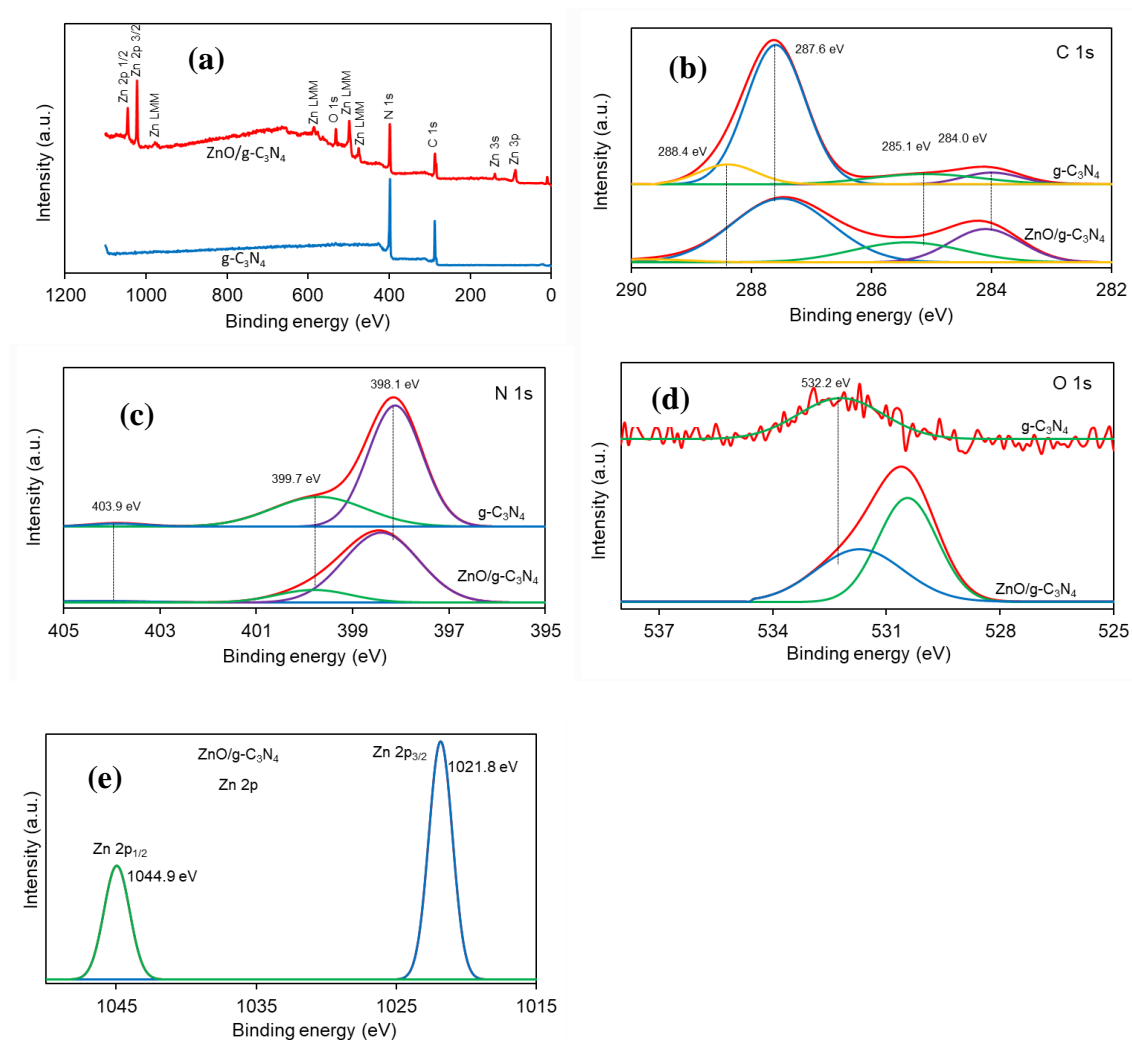 (a)
Zn 2p 1/2
Zn 2p 3/2
Zn LMM
Zn LMM
O 1s
Zn LMM
Zn LMM
N 1s
C 1s
Zn 3s
Zn 3p
ZnO/g-C₃N₄
g-C₃N₄
Intensity (a.u.)
1200 1000 800 600 400 200 0
Binding energy (eV)
(b)
C 1s
287.6 eV
288.4 eV
285.1 eV
284.0 eV
g-C₃N₄
ZnO/g-C₃N₄
Intensity (a.u.)
290 288 286 284 282
Binding energy (eV)
(c)
N 1s
398.1 eV
399.7 eV
403.9 eV
g-C₃N₄
ZnO/g-C₃N₄
Intensity (a.u.)
405 403 401 399 397 395
Binding energy (eV)
(d)
O 1s
532.2 eV
g-C₃N₄
ZnO/g-C₃N₄
Intensity (a.u.)
537 534 531 528 525
Binding energy (eV)
(e)
ZnO/g-C₃N₄
Zn 2p
Zn 2p₃/₂
1021.8 eV
Zn 2p₁/₂
1044.9 eV
Intensity (a.u.)
1045 1035 1025 1015
Binding energy (eV)